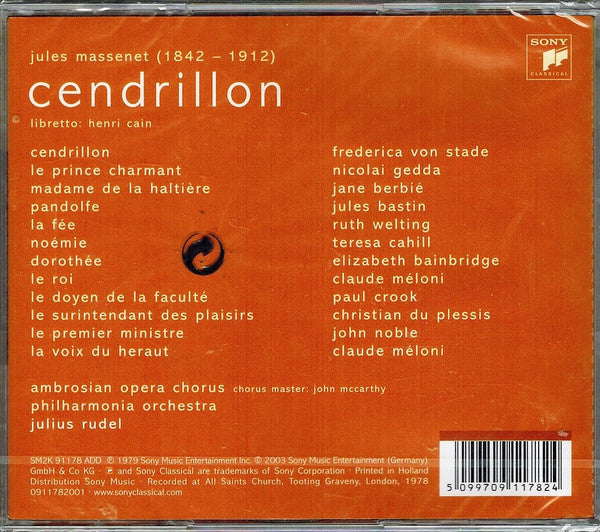 jules massenet (1842 – 1912)
SONY
CLASSICAL
cendrillon
libretto: henri cain
cendrillon frederica von stade
le prince charmant nicolai gedda
madame de la haltière jane berbié
pandolfe jules bastin
la fée ruth welting
noémie teresa cahill
dorothée elizabeth bainbridge
le roi claude méloni
le doyen de la faculté paul crook
le surintendant des plaisirs christian du plessis
le premier ministre john noble
la voix du heraut claude méloni
ambrosian opera chorus chorus master: john mccarthy
philharmonia orchestra
julius rudel
SM2K 91178 ADD ℗ 1979 Sony Music Entertainment Inc. © 2003 Sony Music Entertainment (Germany)
GmbH & Co KG · ℗ and Sony Classical are trademarks of Sony Corporation · Printed in Holland
Distribution Sony Music · Recorded at All Saints Church, Tooting Graveny, London, 1978
0911782001 · www.sonyclassical.com
5 099709 117824